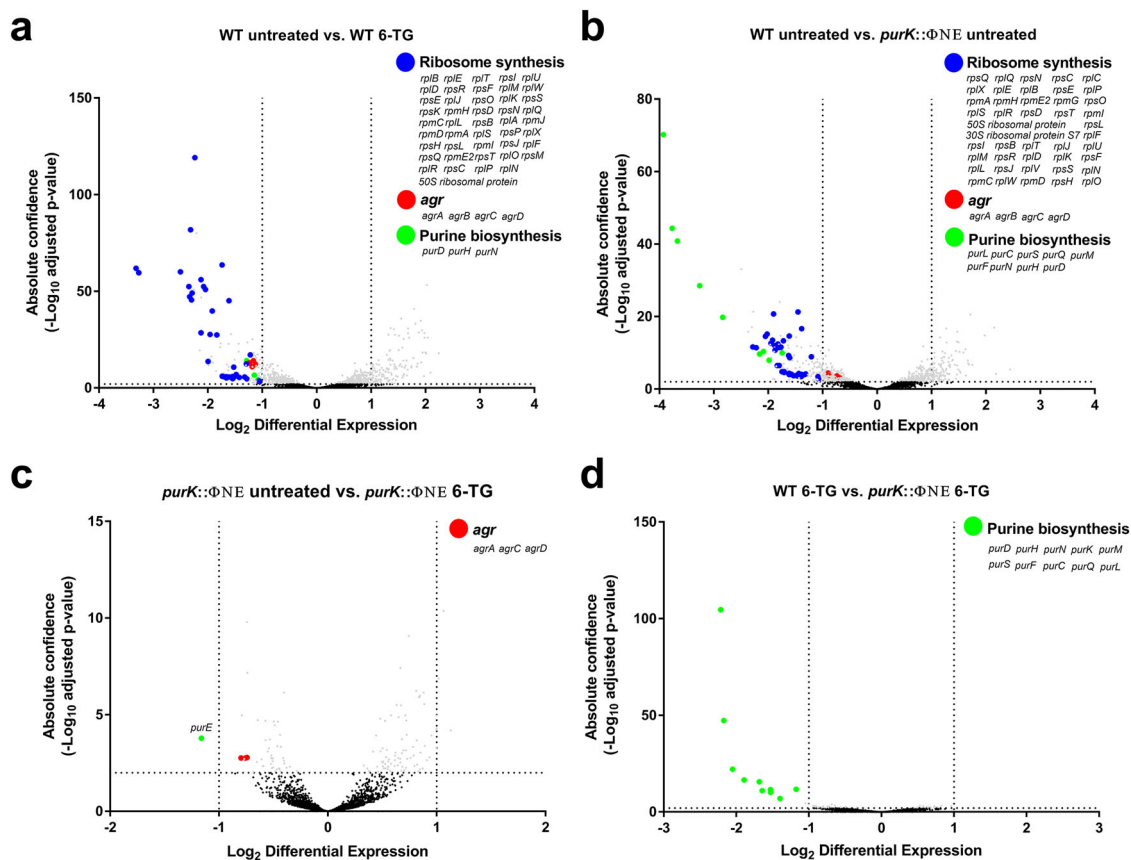 a
WT untreated vs. WT 6-TG
Ribosome synthesis
rplB rplE rplT rpsI rplU
rplD rpsR rpsF rplM rplW
rpsE rplJ rpsO rplK rpsS
rpsK rpmH rpsD rpsN rplQ
rpmC rplL rpsB rplA rpmJ
rpmD rpmA rplS rpsP rplX
rpsH rpsL rpmI rpsJ rplF
rpsQ rpmE2 rpsT rplO rpsM
rplR rpsC rplP rplN
50S ribosomal protein
agr
agrA agrB agrC agrD
Purine biosynthesis
purD purH purN
150
100
50
0
-4 -3 -2 -1 0 1 2 3 4
Absolute confidence
(-Log10 adjusted p-value)
Log2 Differential Expression
b
WT untreated vs. purK::ΦNE untreated
Ribosome synthesis
rpsQ rplQ rpsN rpsC rplC
rplX rplE rplB rpsE rplP
rpmA rpmH rpmE2 rpmG rpsO
rplS rplR rpsD rpsT rpmI
50S ribosomal protein rpsL
30S ribosomal protein S7 rplF
rpsI rpsB rplT rplJ rplU
rplM rpsR rplD rplK rpsF
rplL rpsJ rplV rpsS rplN
rpmC rplW rpmD rpsH rplO
agr
agrA agrB agrC agrD
Purine biosynthesis
purL purC purS purQ purM
purF purN purH purD
80
60
40
20
0
-4 -3 -2 -1 0 1 2 3 4
Absolute confidence
(-Log10 adjusted p-value)
Log2 Differential Expression
c
purK::ΦNE untreated vs. purK::ΦNE 6-TG
agr
agrA agrC agrD
purE
15
10
5
0
-2 -1 0 1 2
Absolute confidence
(-Log10 adjusted p-value)
Log2 Differential Expression
d
WT 6-TG vs. purK::ΦNE 6-TG
Purine biosynthesis
purD purH purN purK purM
purS purF purC purQ purL
150
100
50
0
-3 -2 -1 0 1 2 3
Absolute confidence
(-Log10 adjusted p-value)
Log2 Differential Expression